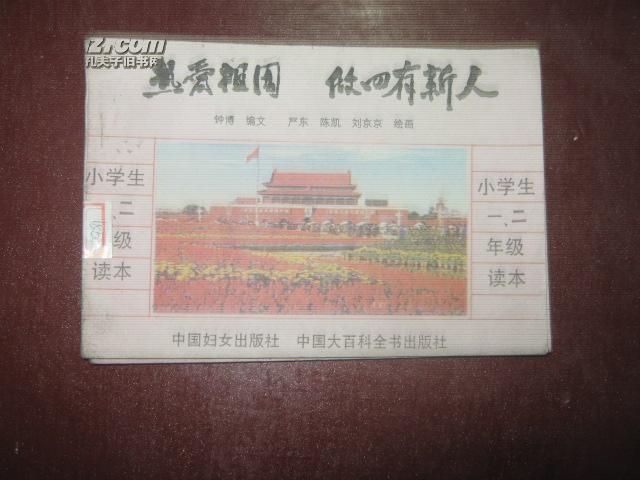 z.com
孔夫子旧书网
热爱祖国 做四有新人
钟博 编文 严东 陈凯 刘京京 绘画
小学生
、二
级
读本
小学生
一、二
年级
读本
中国妇女出版社 中国大百科全书出版社